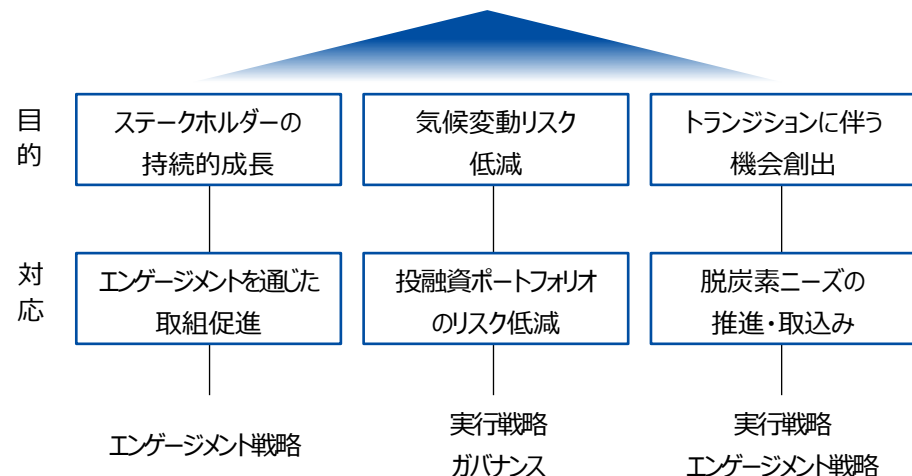 目的
ステークホルダーの
持続的成長
気候変動リスク
低減
トランジションに伴う
機会創出
対応
エンゲージメントを通じた
取組促進
投融資ポートフォリオ
のリスク低減
脱炭素ニーズの
推進・取込み
エンゲージメント戦略
実行戦略
ガバナンス
実行戦略
エンゲージメント戦略